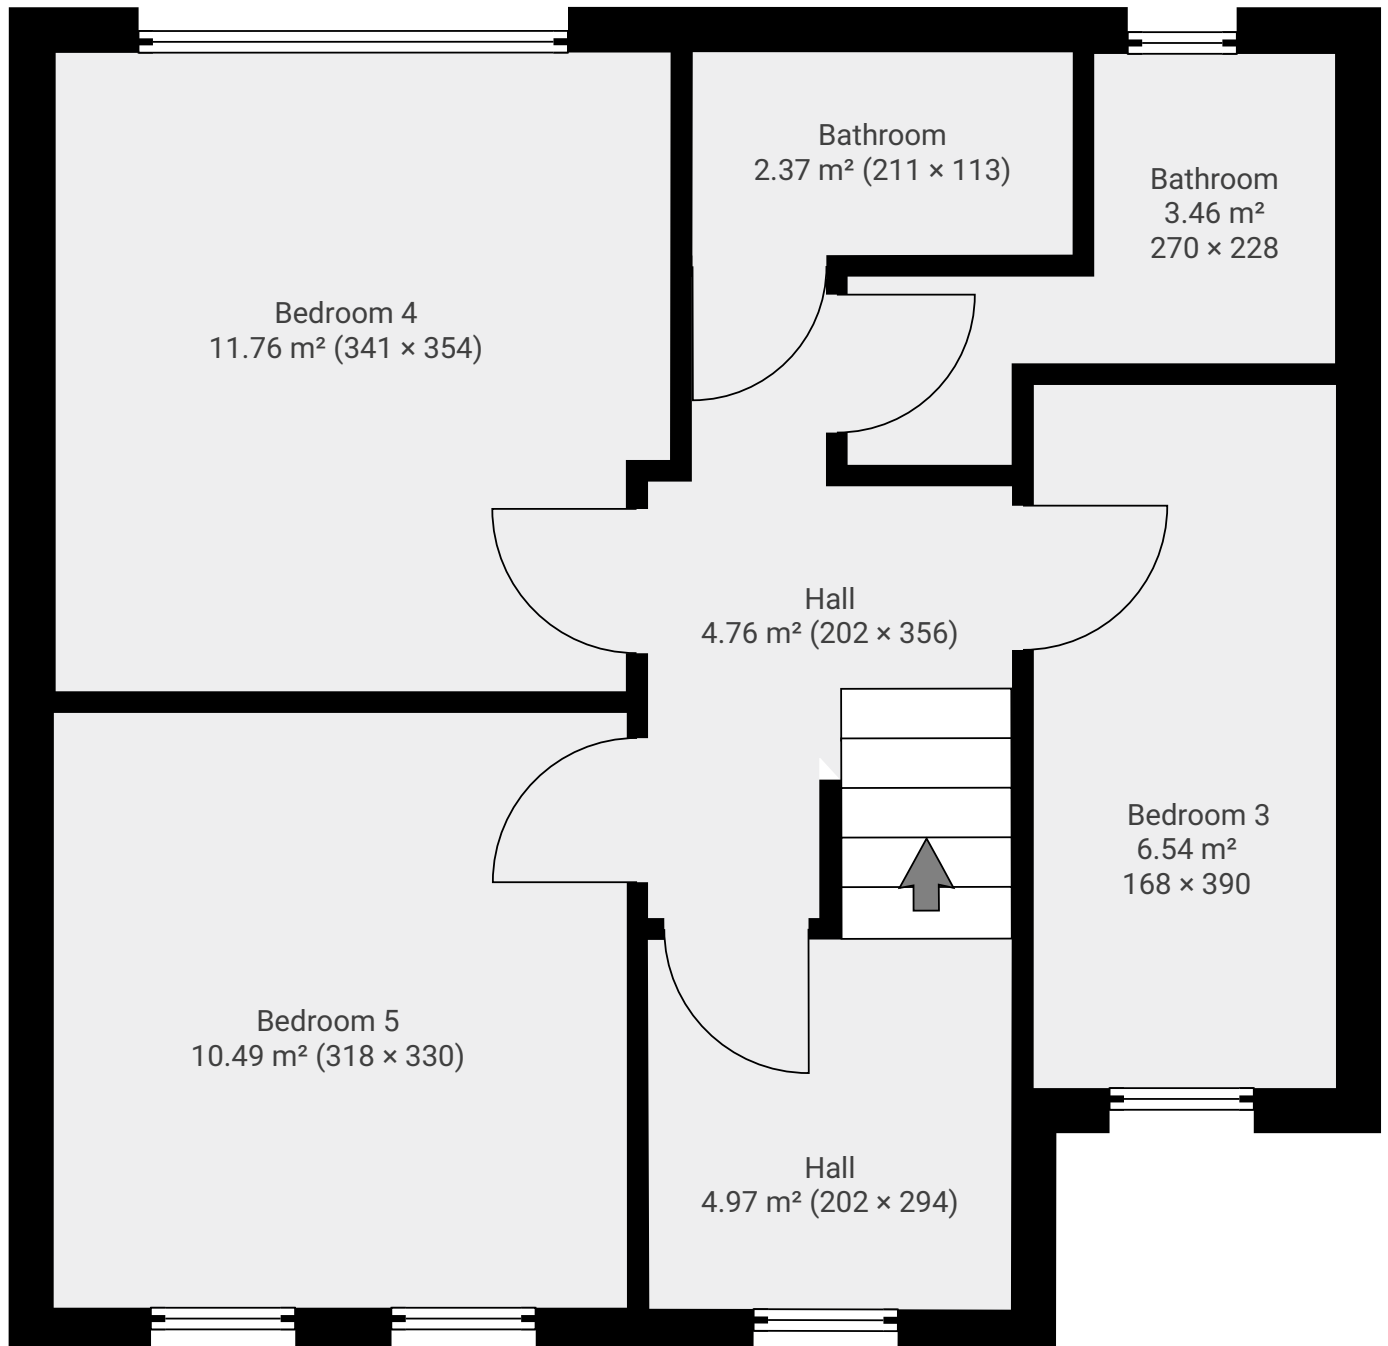 Bathroom
2.37 m² (211 × 113)
Bathroom
3.46 m²
270 × 228
Bedroom 4
11.76 m² (341 × 354)
Hall
4.76 m² (202 × 356)
Bedroom 3
6.54 m²
168 × 390
Bedroom 5
10.49 m² (318 × 330)
Hall
4.97 m² (202 × 294)